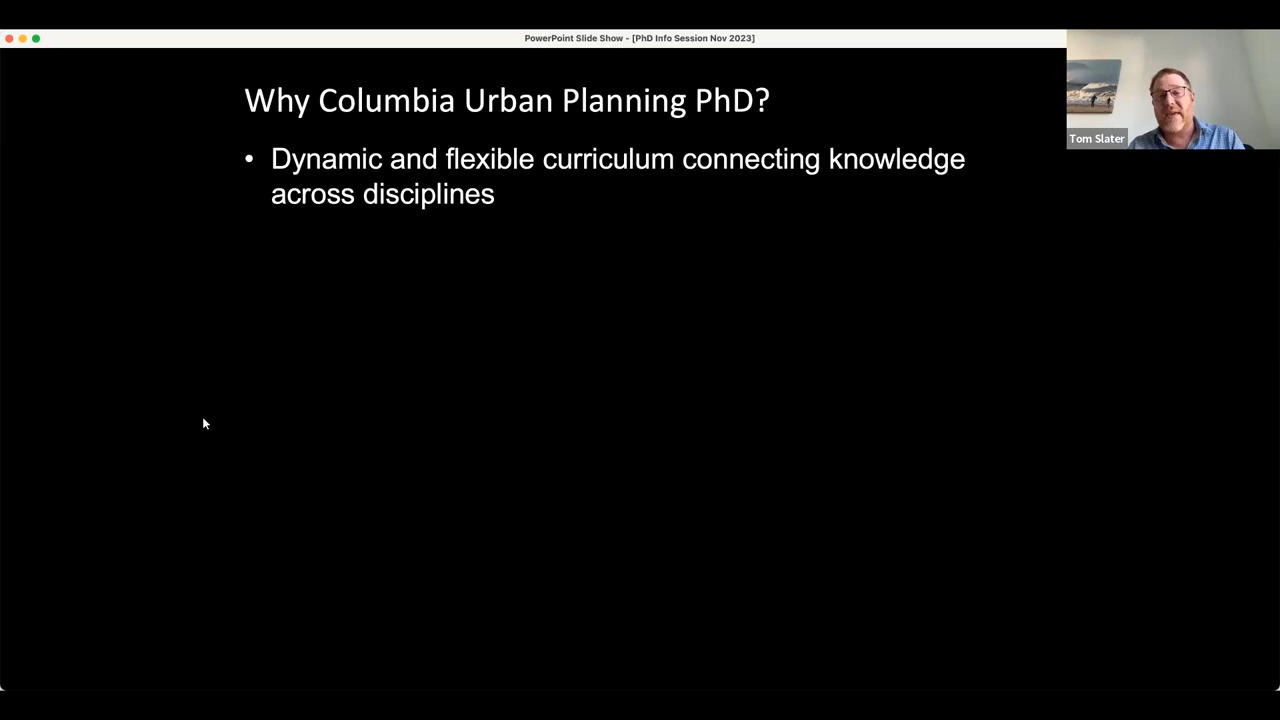 PowerPoint Slide Show - [PhD Info Session Nov 2023]
Why Columbia Urban Planning PhD?
• Dynamic and flexible curriculum connecting knowledge
across disciplines
Tom Slater